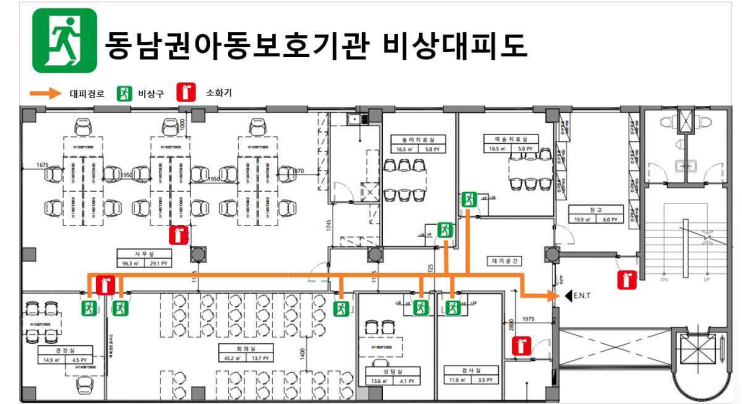 동남권아동보호기관 비상대피도
대피경로 비상구 소화기
놀이치료실
16.5 ㎡ 5.0 PY
미술치료실
16.5 ㎡ 5.0 PY
창고
19.9 ㎡ 6.0 PY
1675
1950
1950
1745
사무실
96.3 ㎡ 29.1 PY
725
대기공간
DN
UP
E.N.T
관장실
14.9 ㎡ 4.5 PY
회의실
45.2 ㎡ 13.7 PY
1400
상담실
13.6 ㎡ 4.1 PY
검사실
11.6 ㎡ 3.5 PY
1975
2800